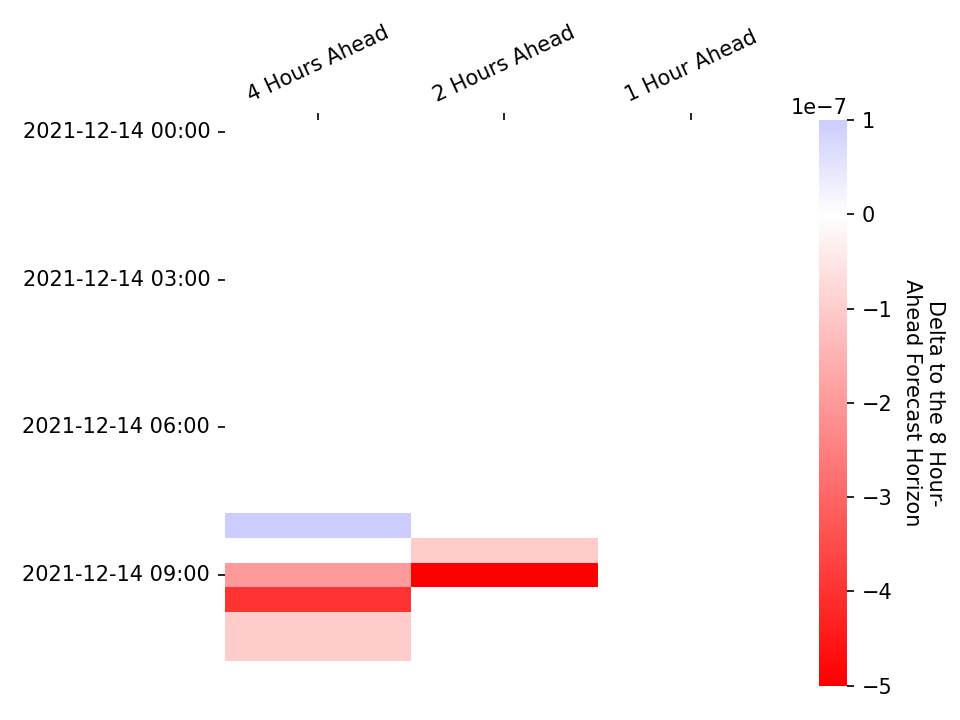 4 Hours Ahead
2 Hours Ahead
1 Hour Ahead
2021-12-14 00:00
2021-12-14 03:00
2021-12-14 06:00
2021-12-14 09:00
1e−7
1
0
−1
−2
−3
−4
−5
Delta to the 8 Hour-
Ahead Forecast Horizon